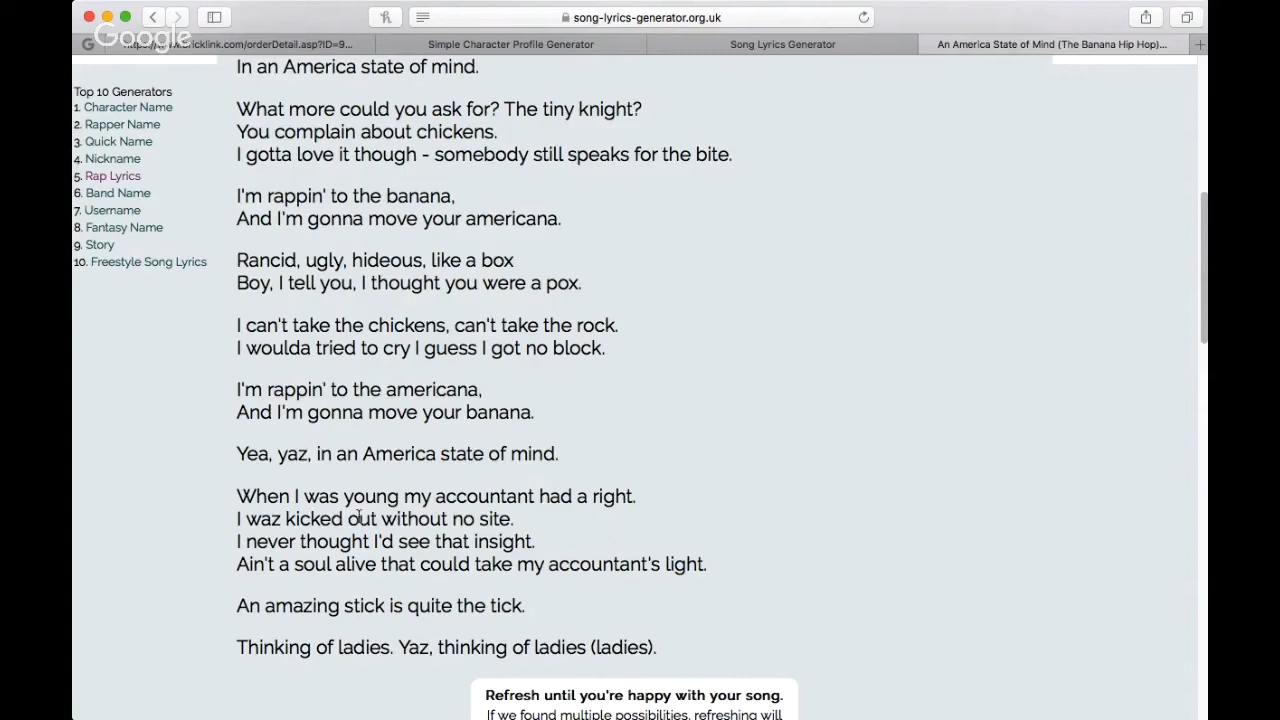 song-lyrics-generator.org.uk
Google
https://www.bricklink.com/orderDetail.asp?ID=9...
Simple Character Profile Generator
Song Lyrics Generator
An America State of Mind (The Banana Hip Hop)...
Top 10 Generators
1. Character Name
2. Rapper Name
3. Quick Name
4. Nickname
5. Rap Lyrics
6. Band Name
7. Username
8. Fantasy Name
9. Story
10. Freestyle Song Lyrics
In an America state of mind.
What more could you ask for? The tiny knight?
You complain about chickens.
I gotta love it though - somebody still speaks for the bite.
I'm rappin' to the banana,
And I'm gonna move your americana.
Rancid, ugly, hideous, like a box
Boy, I tell you, I thought you were a pox.
I can't take the chickens, can't take the rock.
I woulda tried to cry I guess I got no block.
I'm rappin' to the americana,
And I'm gonna move your banana.
Yea, yaz, in an America state of mind.
When I was young my accountant had a right.
I waz kicked out without no site.
I never thought I'd see that insight.
Ain't a soul alive that could take my accountant's light.
An amazing stick is quite the tick.
Thinking of ladies. Yaz, thinking of ladies (ladies).
Refresh until you're happy with your song.
If we found multiple possibilities, refreshing will